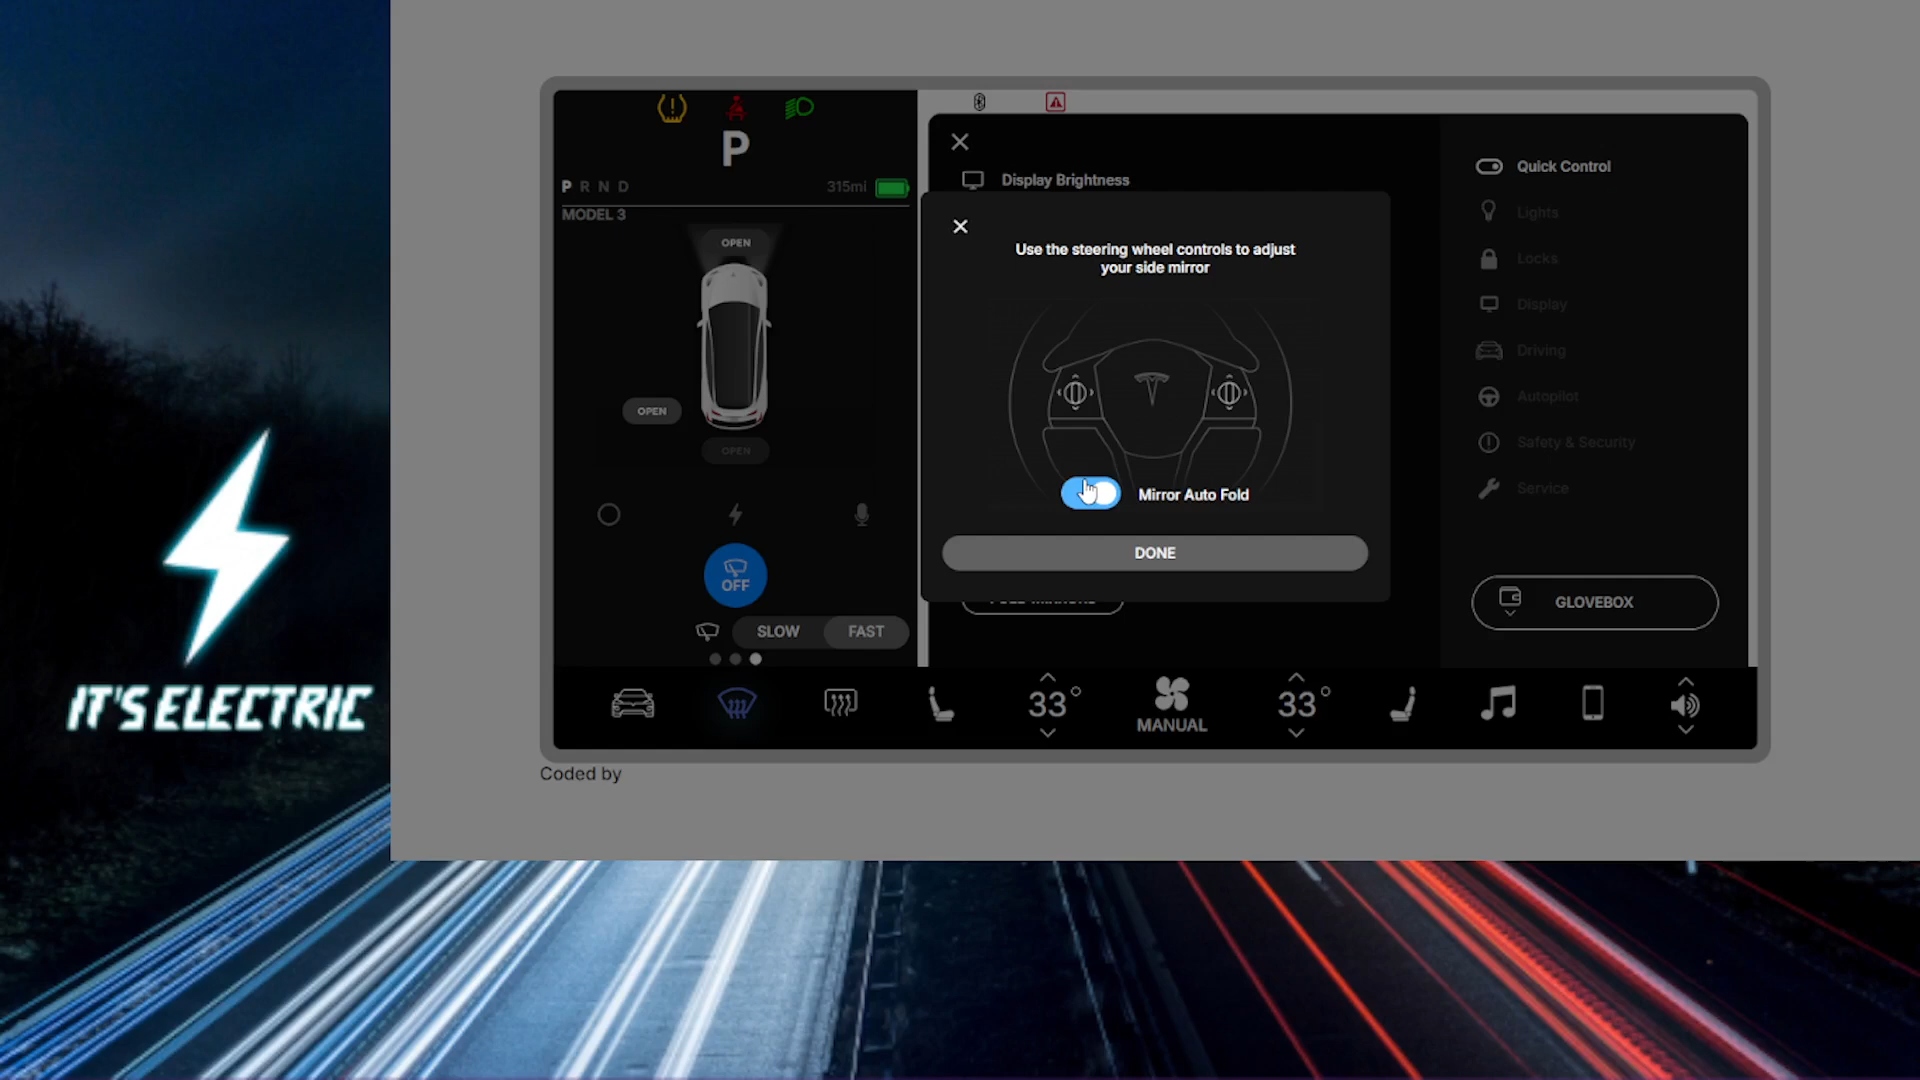 P
P R N D
315mi
MODEL 3
OPEN
OPEN
OPEN
OFF
SLOW
FAST
Display Brightness
Use the steering wheel controls to adjust
your side mirror
Mirror Auto Fold
DONE
Quick Control
Lights
Locks
Display
Driving
Autopilot
Safety & Security
Service
GLOVEBOX
33°
MANUAL
33°
Coded by
IT'S ELECTRIC